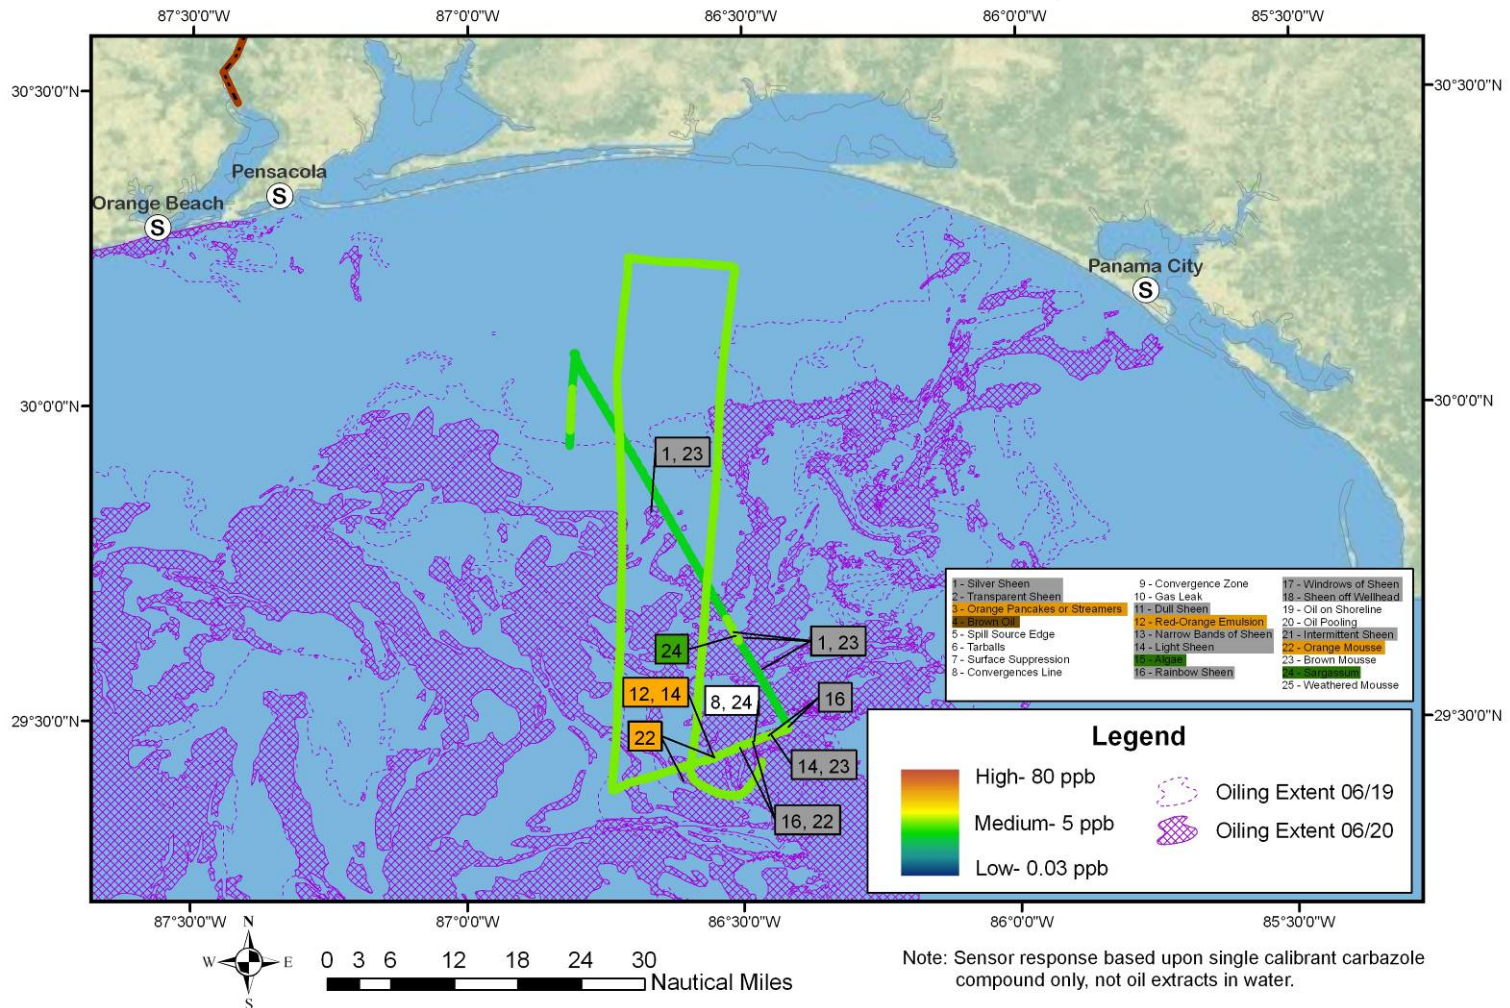 87°30'0"W 87°0'0"W 86°30'0"W 86°0'0"W 85°30'0"W
30°30'0"N 30°30'0"N
Pensacola
S
Orange Beach
S
Panama City
S
30°0'0"N 30°0'0"N
1, 23
24
1, 23
12, 14
8, 24
16
22
14, 23
16, 22
29°30'0"N 29°30'0"N
1 - Silver Sheen
2 - Transparent Sheen
3 - Orange Pancakes or Streamers
4 - Brown Oil
5 - Spill Source Edge
6 - Tarballs
7 - Surface Suppression
8 - Convergences Line
9 - Convergence Zone
10 - Gas Leak
11 - Dull Sheen
12 - Red-Orange Emulsion
13 - Narrow Bands of Sheen
14 - Light Sheen
15 - Algae
16 - Rainbow Sheen
17 - Windrows of Sheen
18 - Sheen off Wellhead
19 - Oil on Shoreline
20 - Oil Pooling
21 - Intermittent Sheen
22 - Orange Mousse
23 - Brown Mousse
24 - Sargassum
25 - Weathered Mousse
Legend
High- 80 ppb
Medium- 5 ppb
Low- 0.03 ppb
Oiling Extent 06/19
Oiling Extent 06/20
87°30'0"W 87°0'0"W 86°30'0"W 86°0'0"W 85°30'0"W
N
W E
S
0 3 6 12 18 24 30
Nautical Miles
Note: Sensor response based upon single calibrant carbazole
compound only, not oil extracts in water.